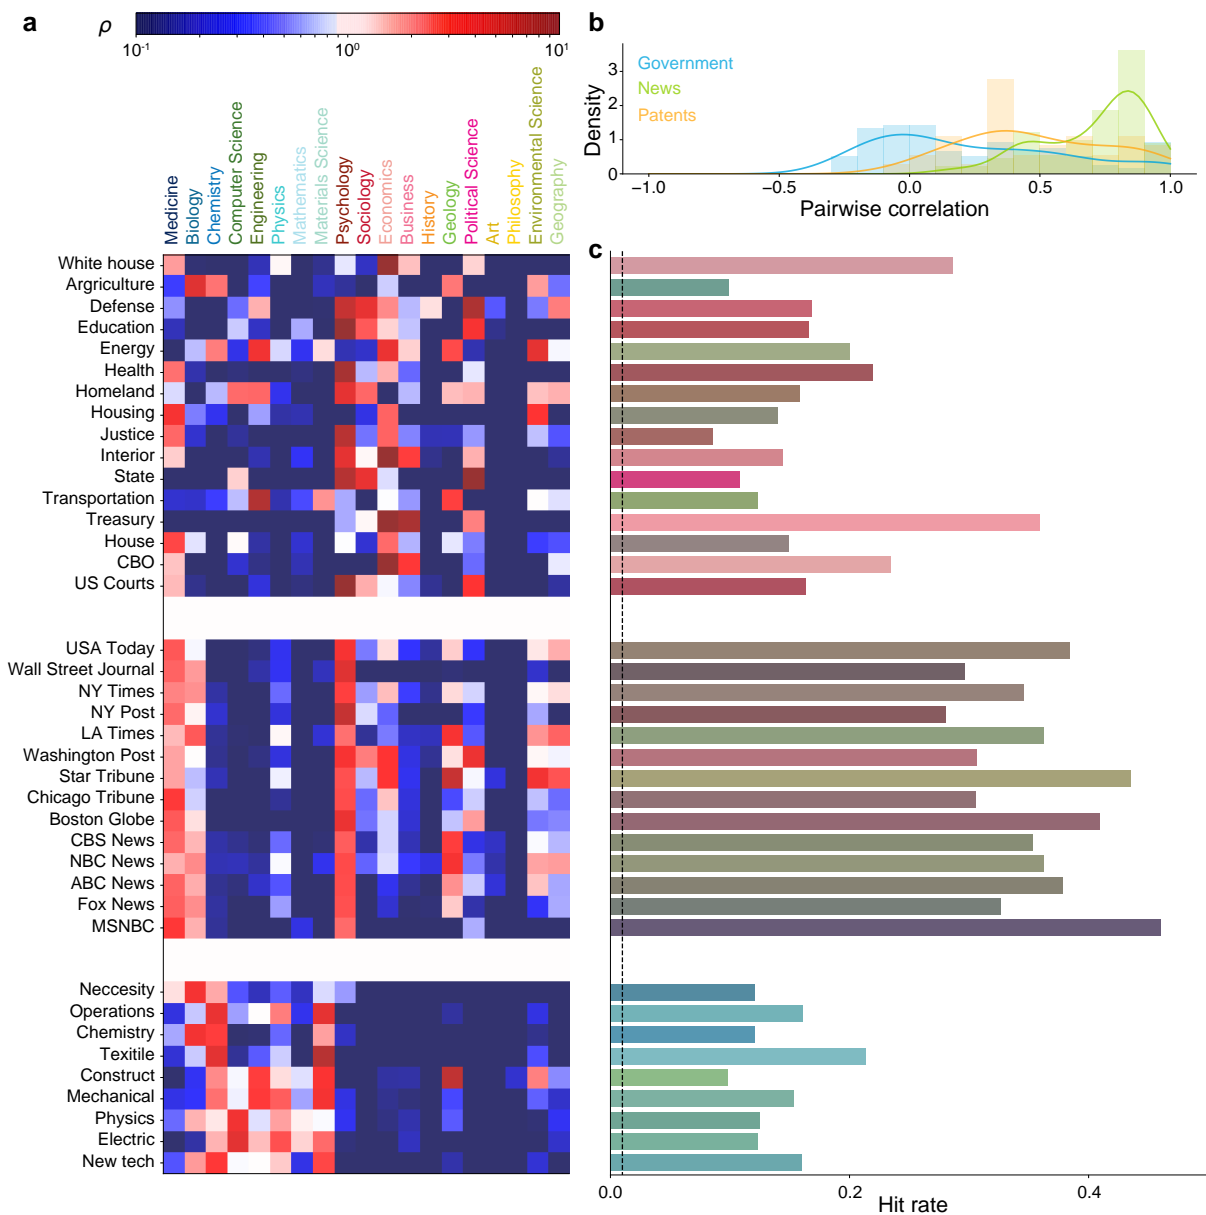 a
ρ
10⁻¹
10⁰
10¹
b
Government
News
Patents
Density
3
2
1
0
−1.0
−0.5
0.0
0.5
1.0
Pairwise correlation
Medicine
Biology
Chemistry
Computer Science
Engineering
Physics
Mathematics
Materials Science
Psychology
Sociology
Economics
Business
History
Geology
Political Science
Art
Philosophy
Environmental Science
Geography
White house
Argriculture
Defense
Education
Energy
Health
Homeland
Housing
Justice
Interior
State
Transportation
Treasury
House
CBO
US Courts
USA Today
Wall Street Journal
NY Times
NY Post
LA Times
Washington Post
Star Tribune
Chicago Tribune
Boston Globe
CBS News
NBC News
ABC News
Fox News
MSNBC
Neccesity
Operations
Chemistry
Texitile
Construct
Mechanical
Physics
Electric
New tech
c
0.0
0.2
0.4
Hit rate